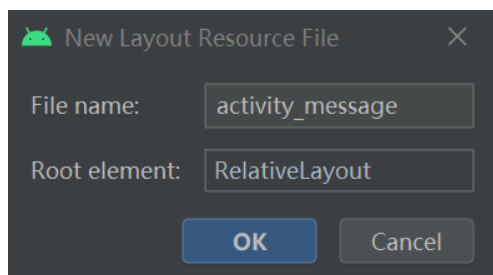 New Layout Resource File
File name: activity_message
Root element: RelativeLayout
OK Cancel